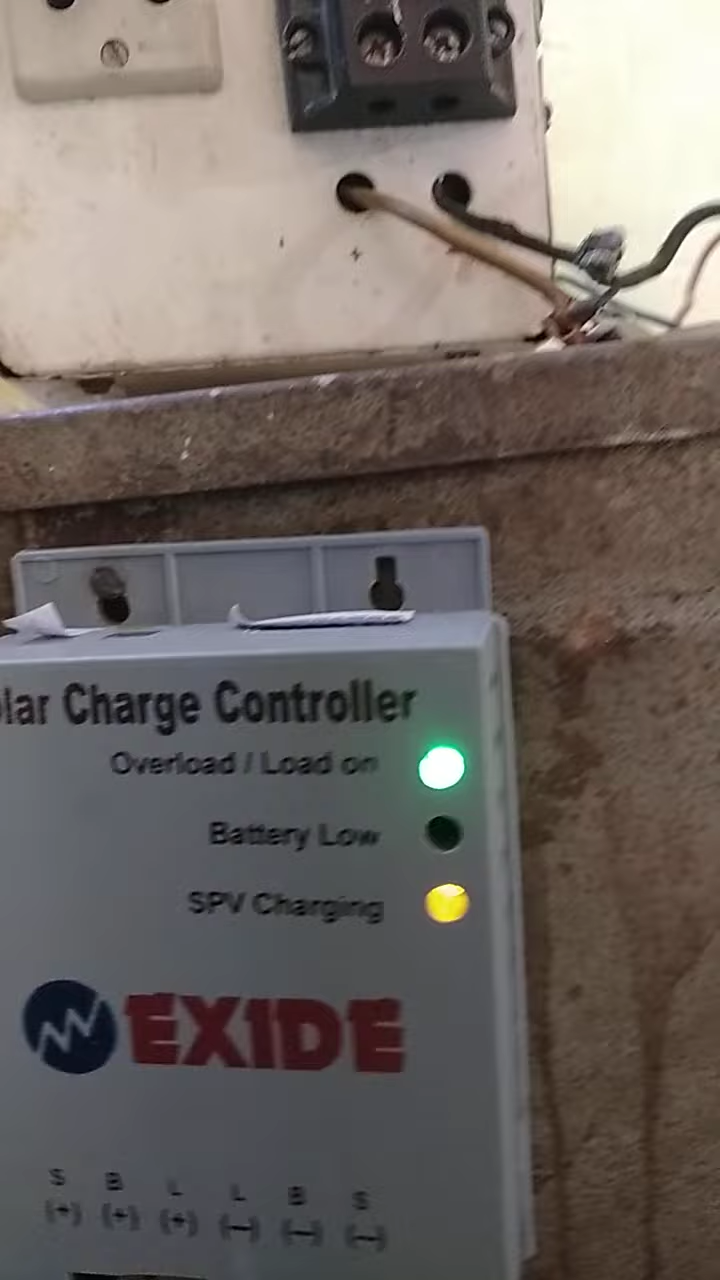 lar Charge Controller
Overload / Load on
Battery Low
SPV Charging
EXIDE
S B L L B S
(+) (+) (+) (—) (—) (—)